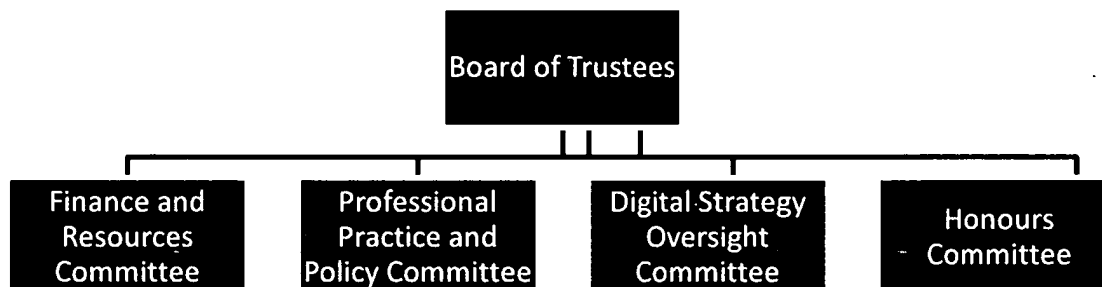 Board of Trustees
Finance and
Resources
Committee
Professional
Practice and
Policy Committee
Digital Strategy
Oversight
Committee
Honours
Committee